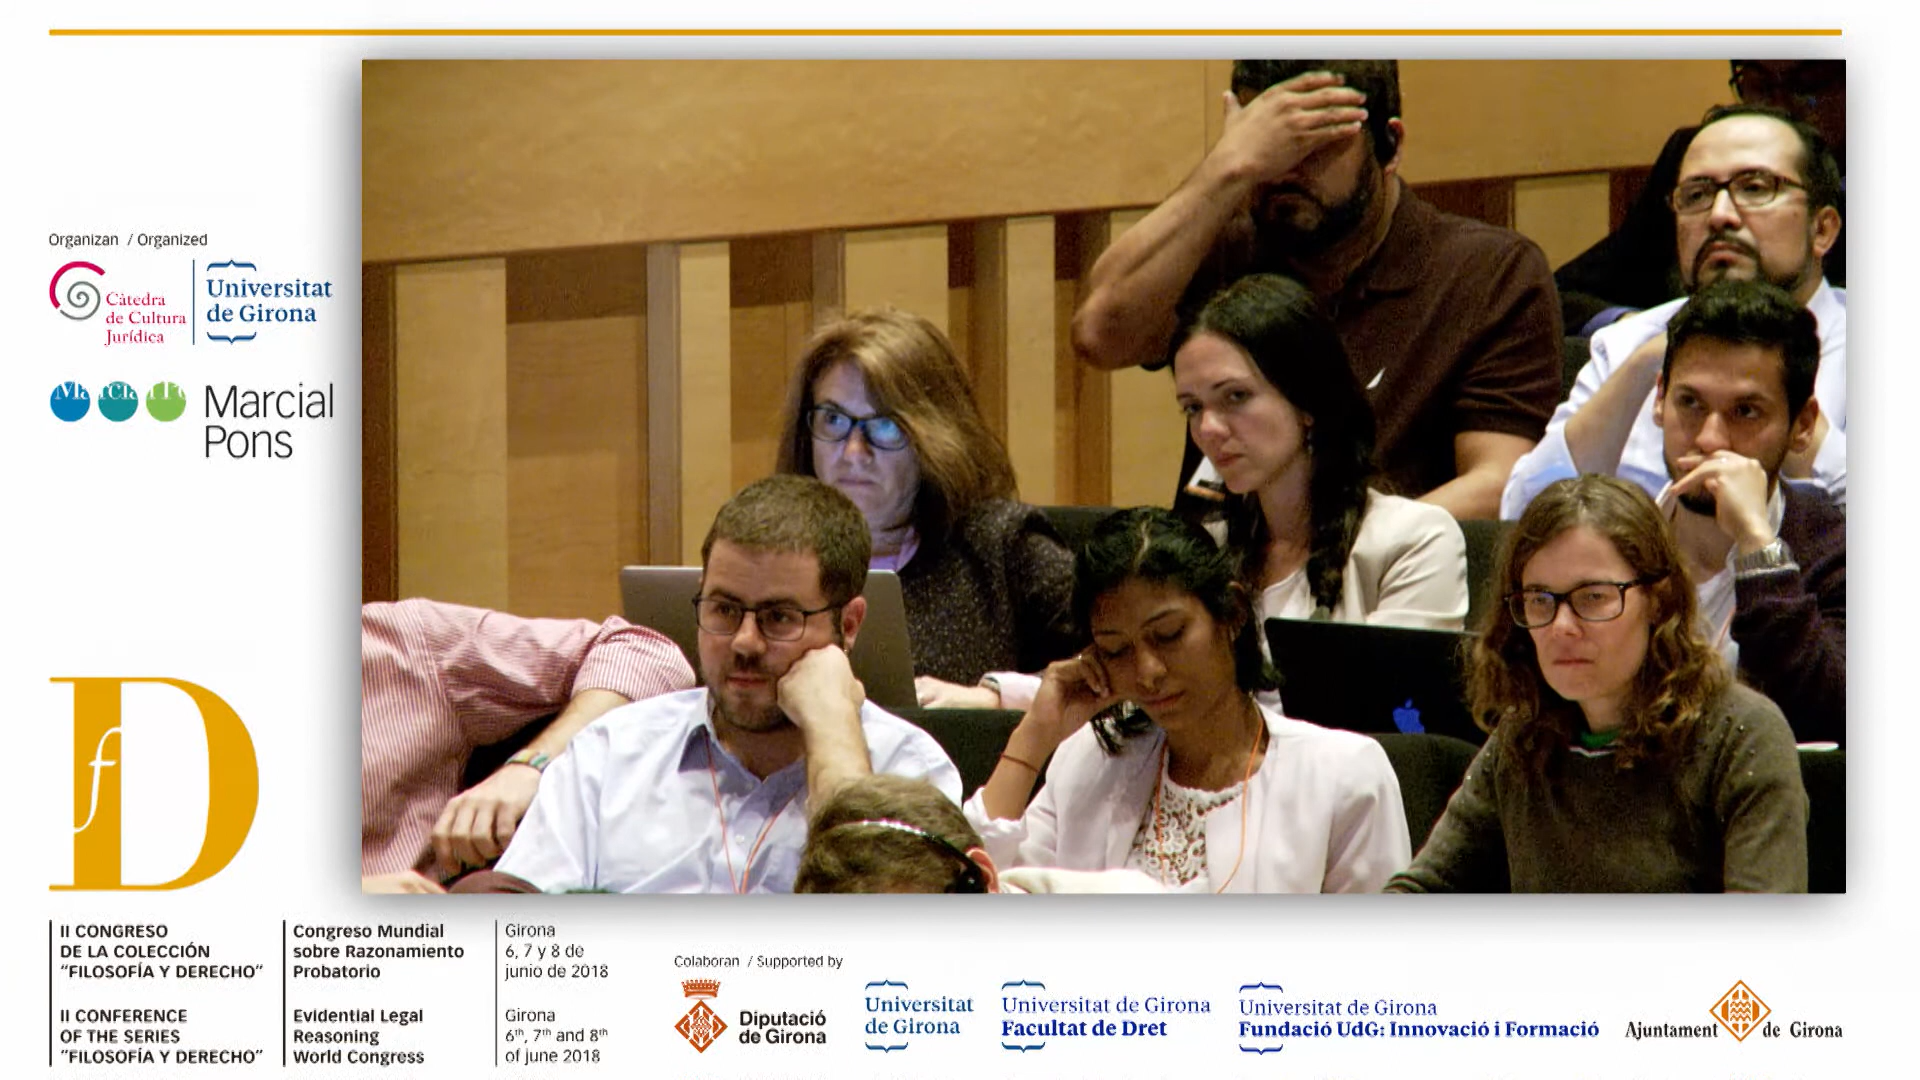 Organizan / Organized
Càtedra
de Cultura
Jurídica
Universitat
de Girona
Marcial
Pons
f
D
II CONGRESO
DE LA COLECCIÓN
"FILOSOFÍA Y DERECHO"
II CONFERENCE
OF THE SERIES
"FILOSOFÍA Y DERECHO"
Congreso Mundial
sobre Razonamiento
Probatorio
Evidential Legal
Reasoning
World Congress
Girona
6, 7 y 8 de
junio de 2018
Girona
6th, 7th and 8th
of june 2018
Colaboran / Supported by
Diputació
de Girona
Universitat
de Girona
Universitat de Girona
Facultat de Dret
Universitat de Girona
Fundació UdG: Innovació i Formació
Ajuntament de Girona